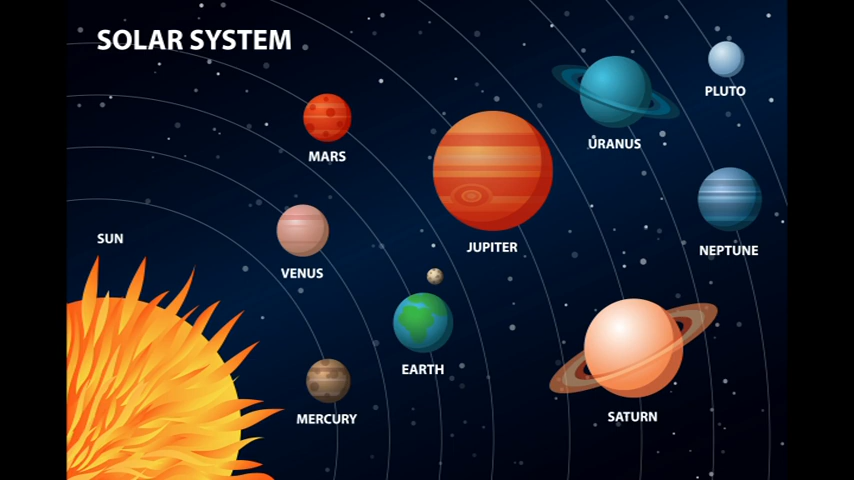 SOLAR SYSTEM
PLUTO
URANUS
MARS
SUN
JUPITER
NEPTUNE
VENUS
EARTH
MERCURY
SATURN